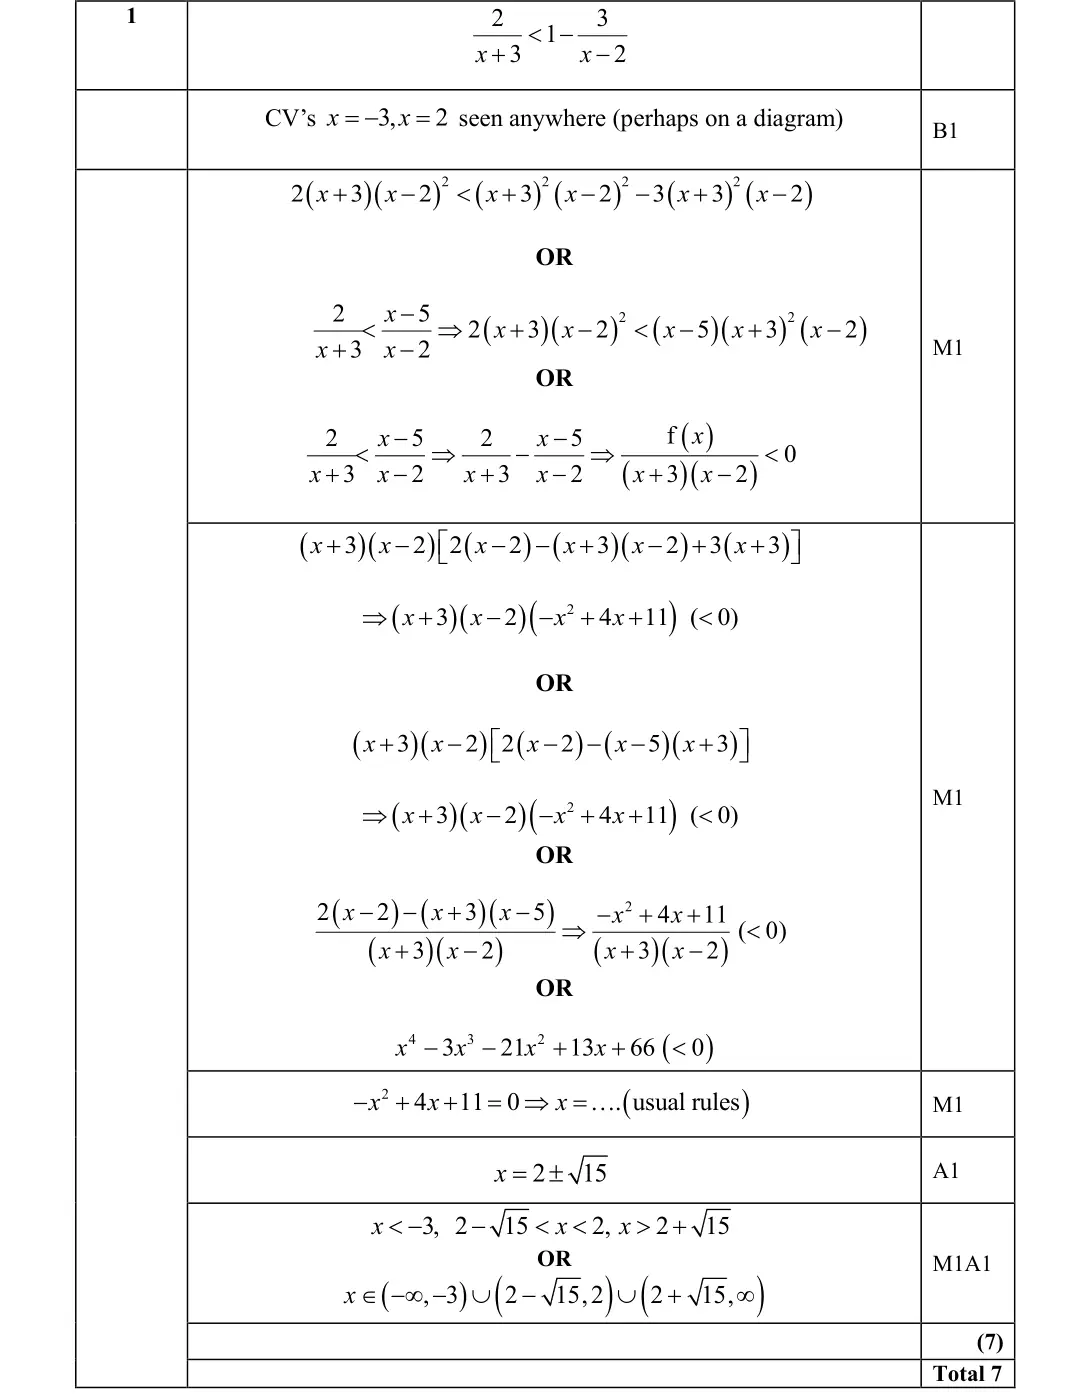 1
2/(x+3) < 1 − 3/(x−2)
CV's x = −3, x = 2 seen anywhere (perhaps on a diagram)
B1
2(x+3)(x−2)² < (x+3)²(x−2)² − 3(x+3)²(x−2)
OR
2/(x+3) < (x−5)/(x−2) ⇒ 2(x+3)(x−2)² < (x−5)(x+3)²(x−2)
M1
OR
2/(x+3) < (x−5)/(x−2) ⇒ 2/(x+3) − (x−5)/(x−2) ⇒ f(x)/((x+3)(x−2)) < 0
(x+3)(x−2)[2(x−2)−(x+3)(x−2)+3(x+3)]
⇒ (x+3)(x−2)(−x²+4x+11) (< 0)
OR
(x+3)(x−2)[2(x−2)−(x−5)(x+3)]
M1
⇒ (x+3)(x−2)(−x²+4x+11) (< 0)
OR
(2(x−2)−(x+3)(x−5))/((x+3)(x−2)) ⇒ (−x²+4x+11)/((x+3)(x−2)) (< 0)
OR
x⁴ − 3x³ − 21x² + 13x + 66 (< 0)
−x² + 4x + 11 = 0 ⇒ x = ….(usual rules)
M1
x = 2 ± √15
A1
x < −3, 2 − √15 < x < 2, x > 2 + √15
OR
M1A1
x ∈ (−∞, −3) ∪ (2 − √15, 2) ∪ (2 + √15, ∞)
(7)
Total 7